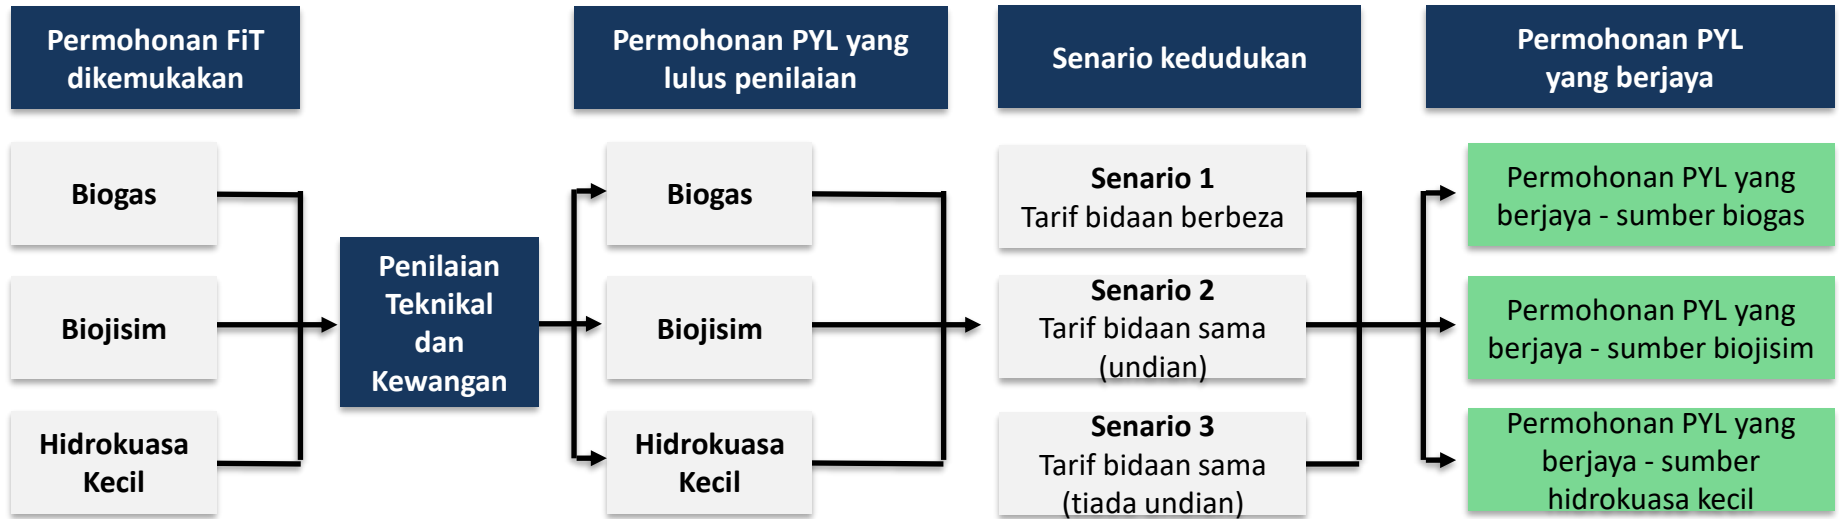 Permohonan FiT
dikemukakan
Permohonan PYL yang
lulus penilaian
Senario kedudukan
Permohonan PYL
yang berjaya
Biogas
Biojisim
Hidrokuasa
Kecil
Penilaian
Teknikal
dan
Kewangan
Biogas
Biojisim
Hidrokuasa
Kecil
Senario 1
Tarif bidaan berbeza
Senario 2
Tarif bidaan sama
(undian)
Senario 3
Tarif bidaan sama
(tiada undian)
Permohonan PYL yang
berjaya - sumber biogas
Permohonan PYL yang
berjaya - sumber biojisim
Permohonan PYL yang
berjaya - sumber
hidrokuasa kecil